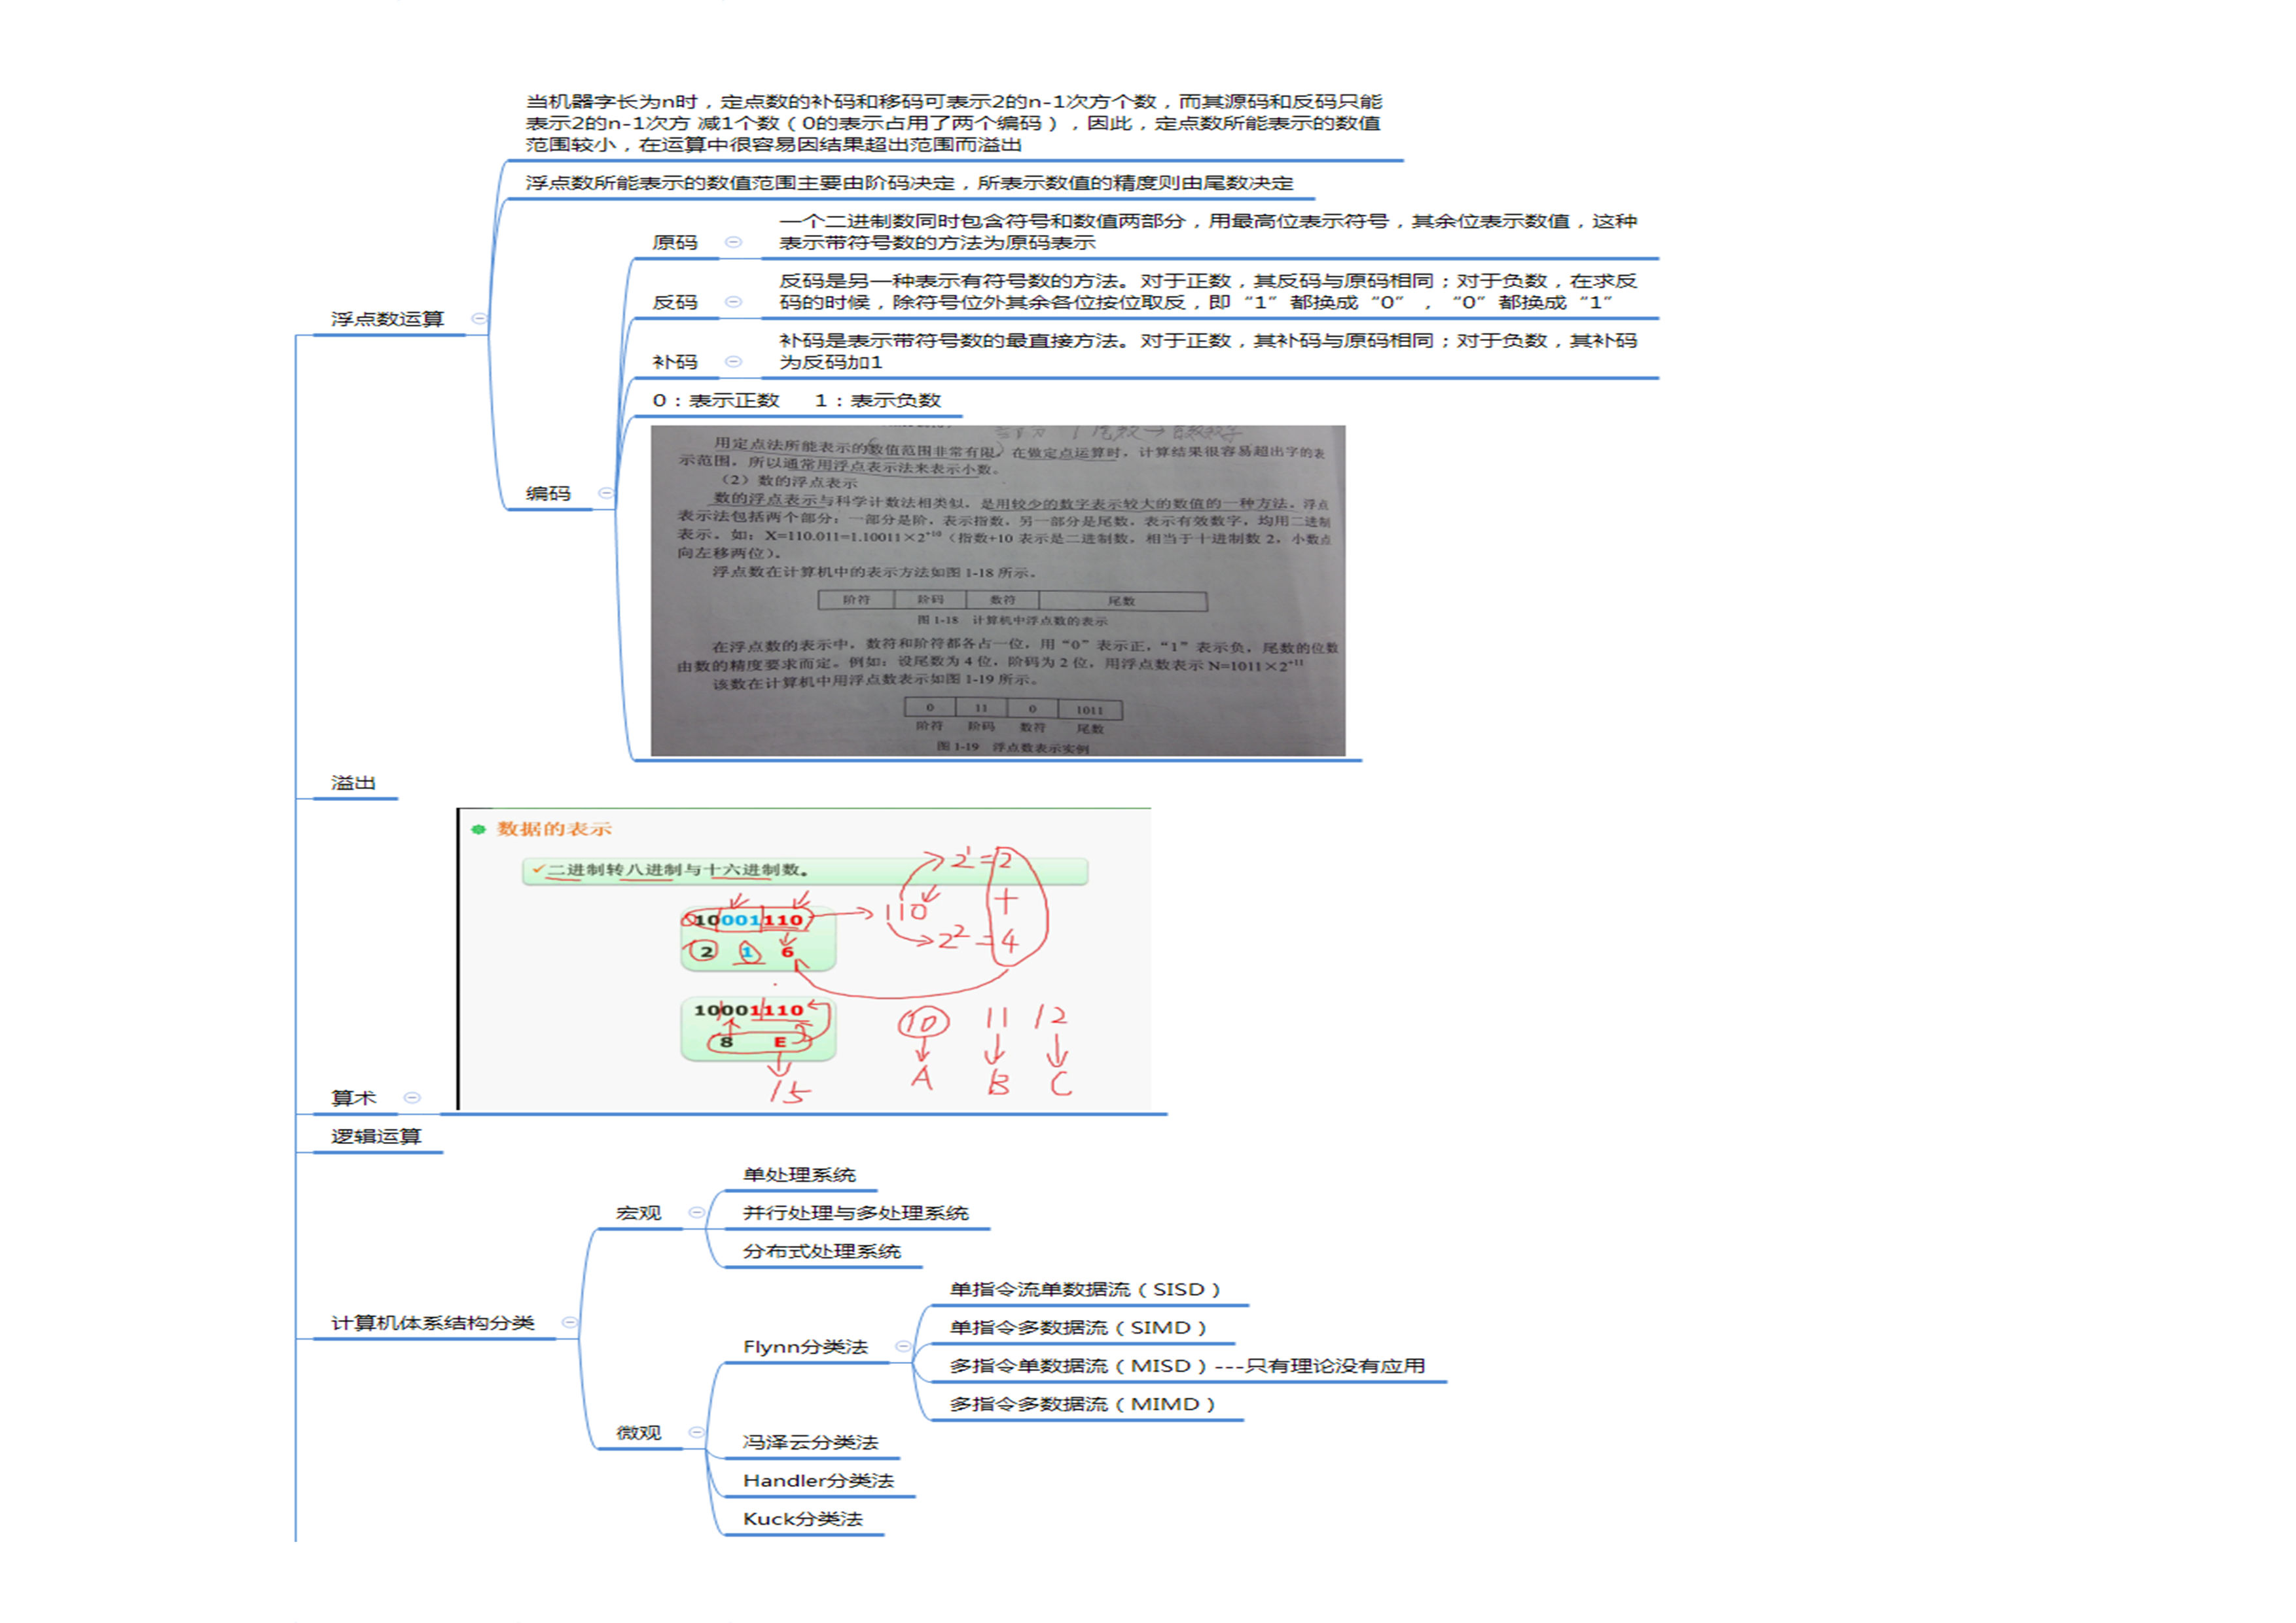 当机器字长为n时，定点数的补码和移码可表示2的n-1次方个数，而其源码和反码只能
表示2的n-1次方 减1个数（0的表示占用了两个编码），因此，定点数所能表示的数值
范围较小，在运算中很容易因结果超出范围而溢出
浮点数所能表示的数值范围主要由阶码决定，所表示数值的精度则由尾数决定
一个二进制数同时包含符号和数值两部分，用最高位表示符号，其余位表示数值，这种
原码
表示带符号数的方法为原码表示
反码是另一种表示有符号数的方法。对于正数，其反码与原码相同；对于负数，在求反
反码
码的时候，除符号位外其余各位按位取反，即“1”都换成“0”，“0”都换成“1”
浮点数运算
补码是表示带符号数的最直接方法。对于正数，其补码与原码相同；对于负数，其补码
补码
为反码加1
0：表示正数 1：表示负数
编码
用定点法所能表示的(数值范围非常有限)，在做定点运算时，计算结果很容易超出字的表
示范围，所以通常用浮点表示法来表示小数。
（2）数的浮点表示
数的浮点表示与科学计数法相类似，是用较少的数字表示较大的数值的一种方法。浮点
表示法包括两个部分：一部分是阶，表示指数，另一部分是尾数，表示有效数字，均用二进制
表示。如：X=110.011=1.10011×2⁺¹⁰（指数+10 表示是二进制数，相当于十进制数 2，小数点
向左移两位）。
浮点数在计算机中的表示方法如图 1-18 所示。
阶符 阶码 数符 尾数
图 1-18 计算机中浮点数的表示
在浮点数的表示中，数符和阶符都各占一位，用“0”表示正，“1”表示负，尾数的位数
由数的精度要求而定。例如：设尾数为 4 位，阶码为 2 位，用浮点数表示 N=1011×2⁺¹¹
该数在计算机中用浮点数表示如图 1-19 所示。
0 11 0 1011
阶符 阶码 数符 尾数
图 1-19 浮点数表示实例
溢出
数据的表示
✓二进制转八进制与十六进制数。
2¹=2
10001110
110
+
2²=4
2 1 6
10001110
10 11 12
8 E
A B C
15
算术
逻辑运算
单处理系统
宏观
并行处理与多处理系统
分布式处理系统
单指令流单数据流（SISD）
计算机体系结构分类
单指令多数据流（SIMD）
Flynn分类法
多指令单数据流（MISD）---只有理论没有应用
多指令多数据流（MIMD）
微观
冯泽云分类法
Handler分类法
Kuck分类法